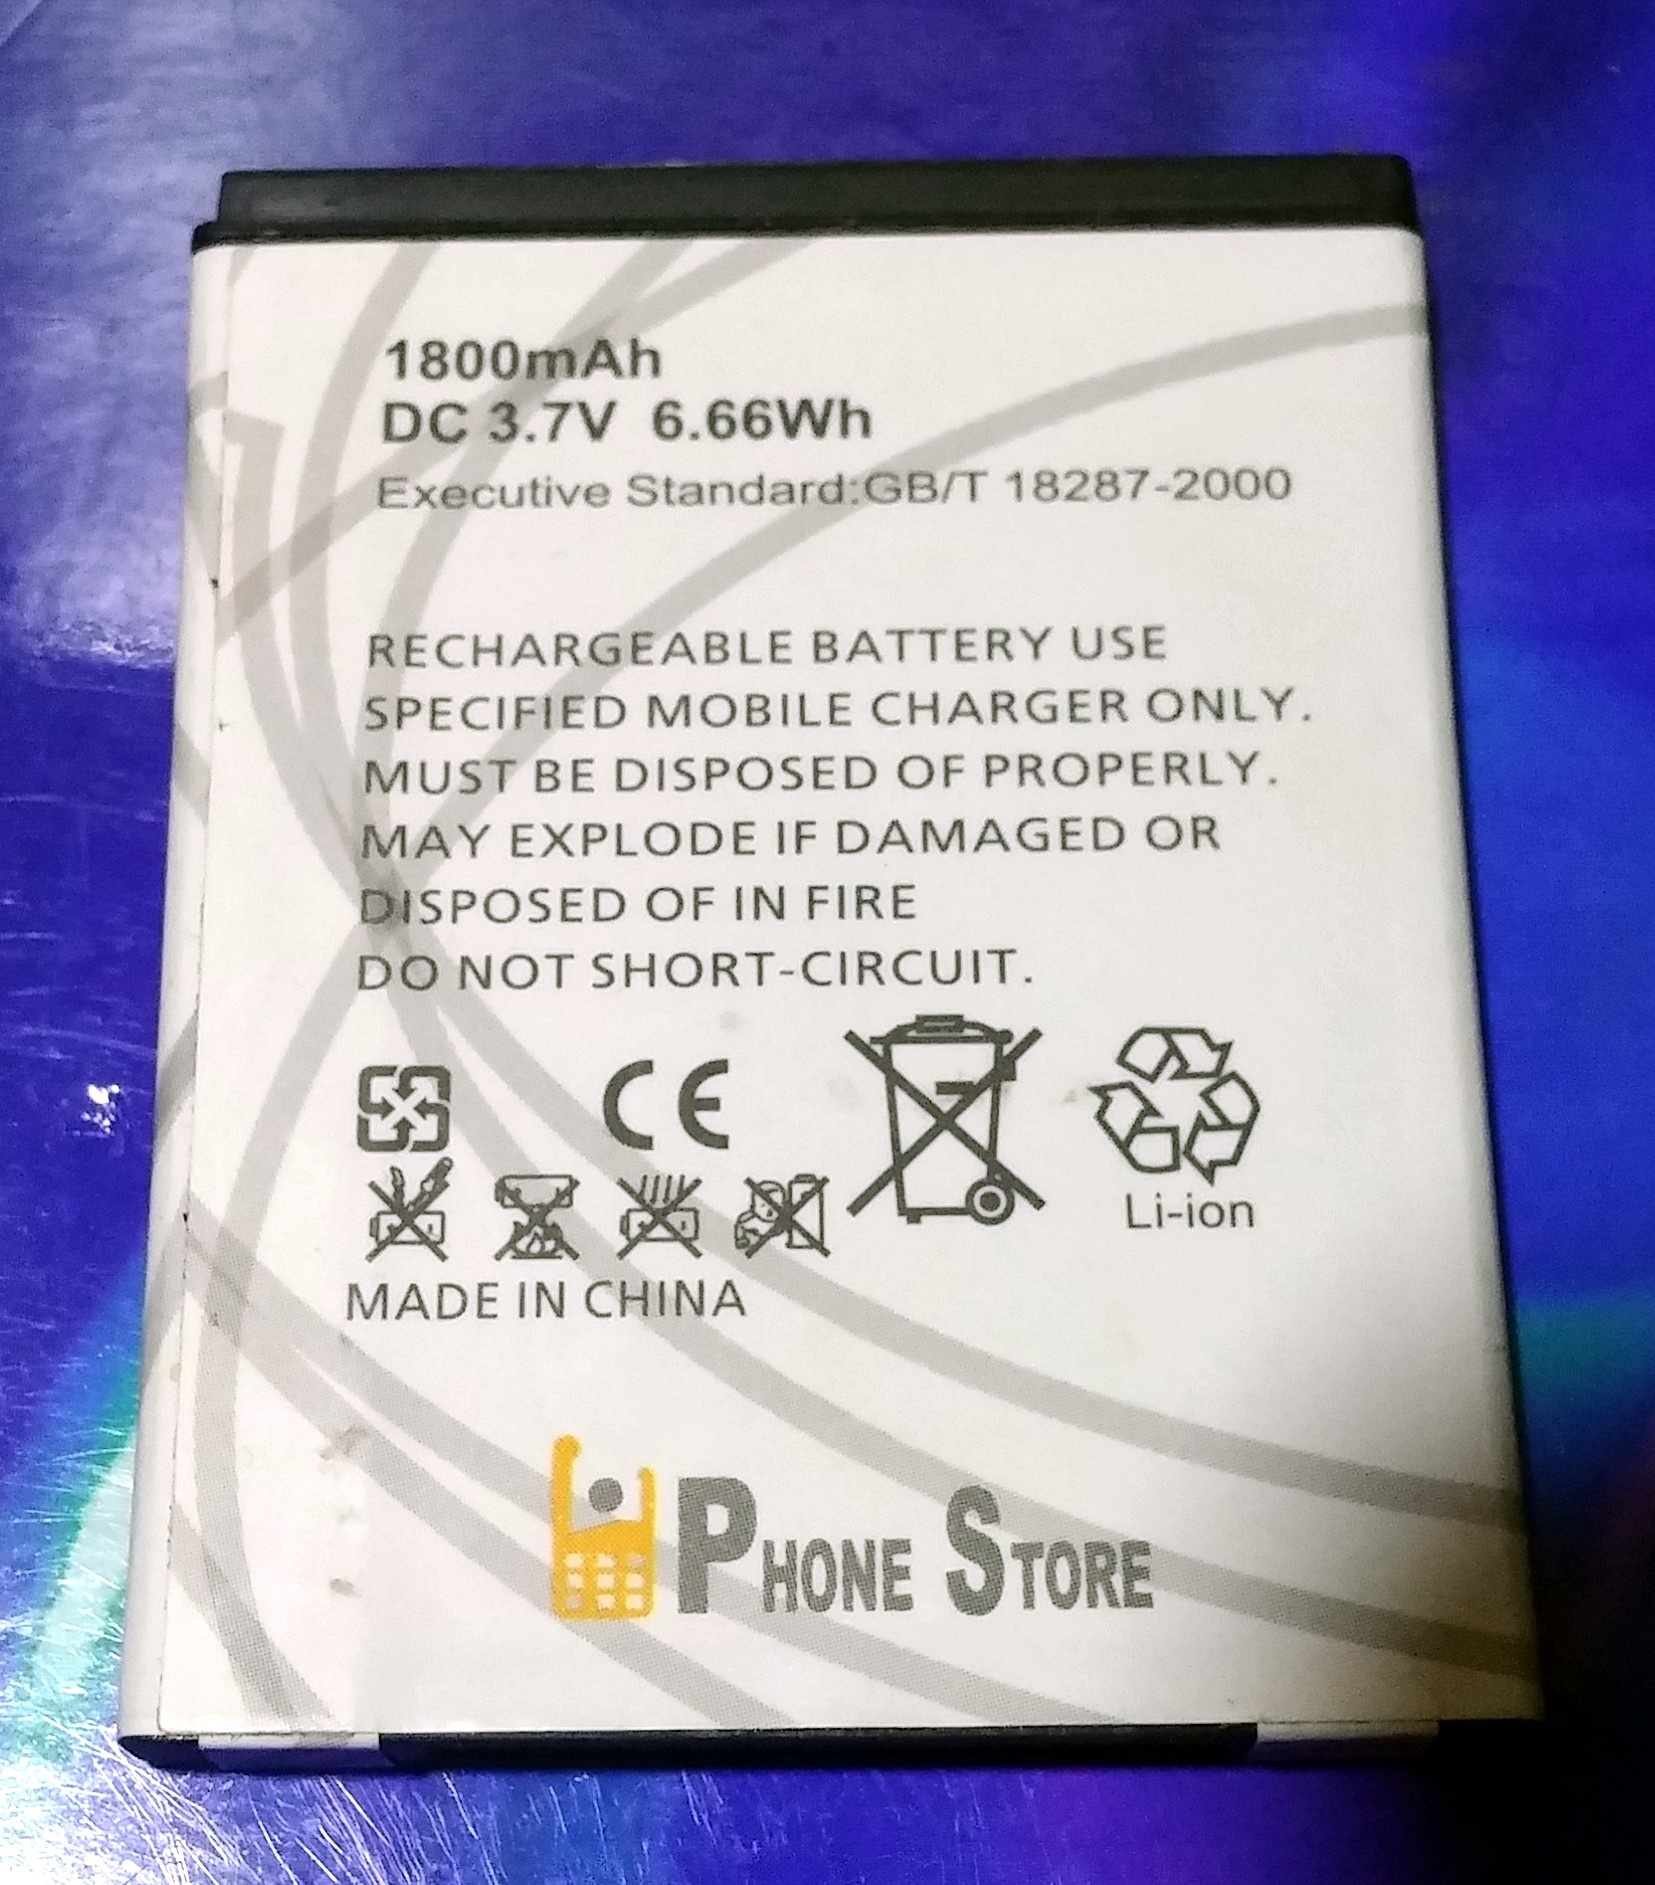 1800mAh
DC 3.7V 6.66Wh
Executive Standard:GB/T 18287-2000
RECHARGEABLE BATTERY USE
SPECIFIED MOBILE CHARGER ONLY.
MUST BE DISPOSED OF PROPERLY.
MAY EXPLODE IF DAMAGED OR
DISPOSED OF IN FIRE
DO NOT SHORT-CIRCUIT.
CE
Li-ion
MADE IN CHINA
PHONE STORE